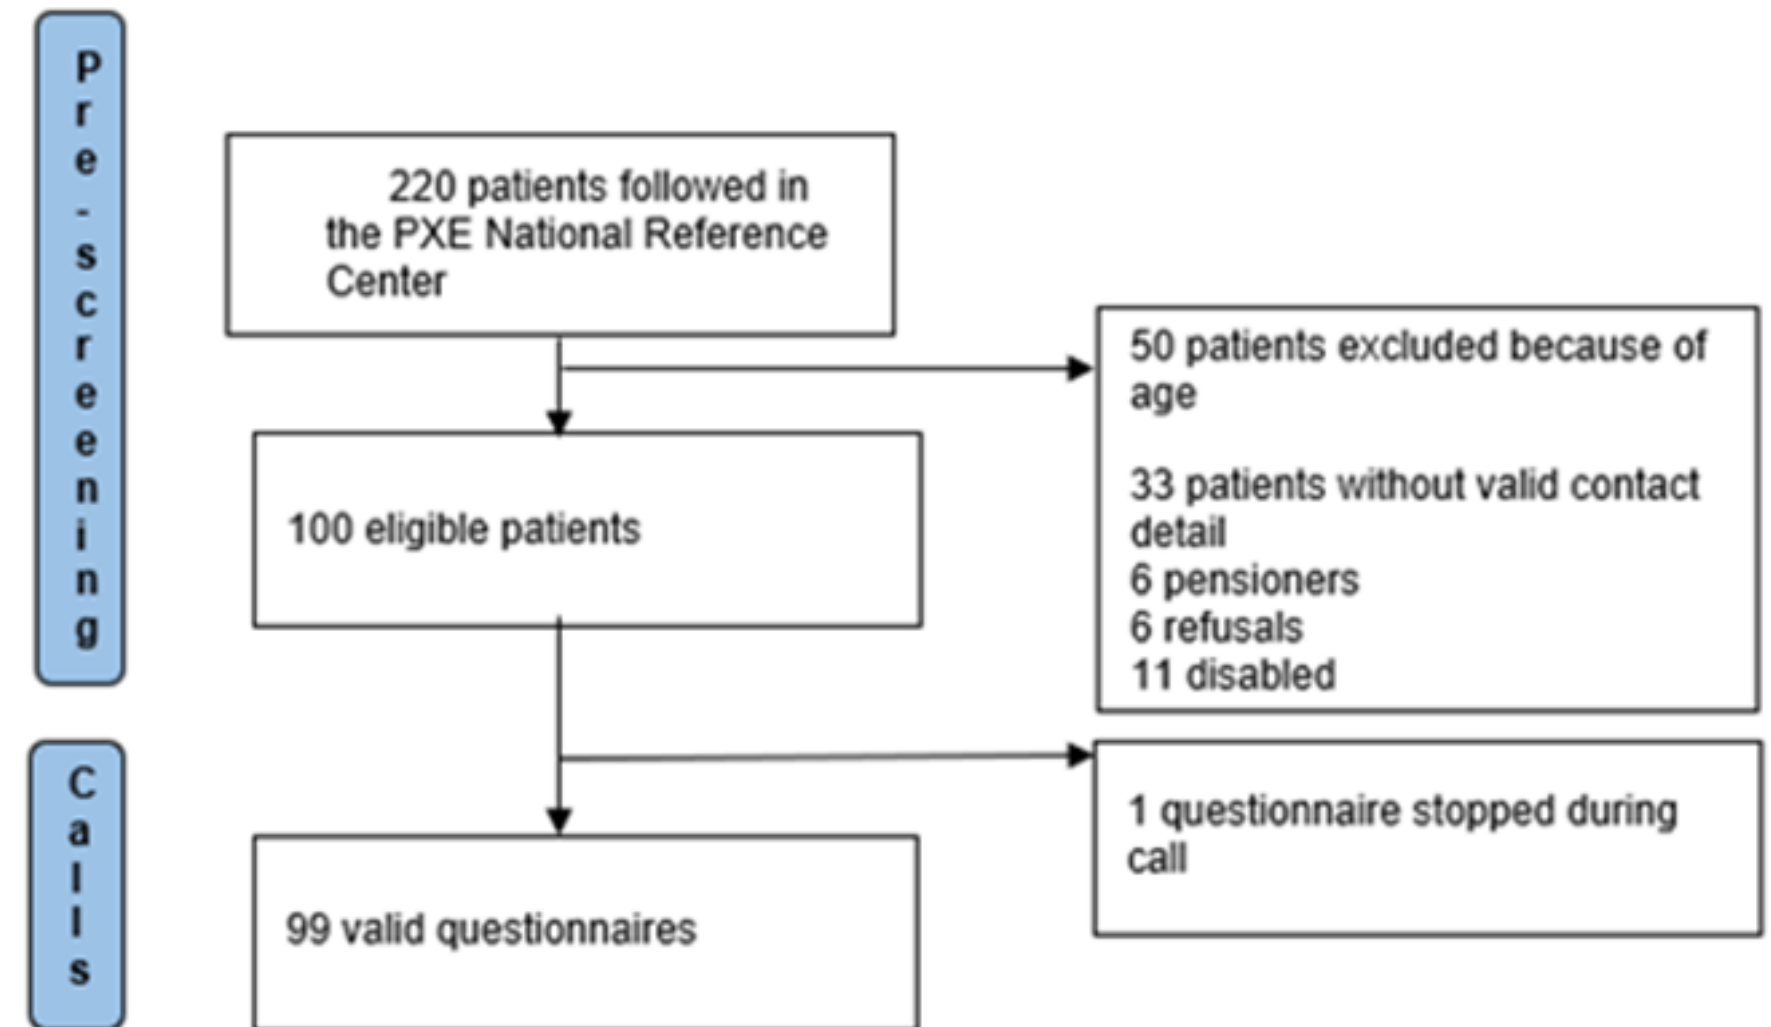 Pre-screening
220 patients followed in
the PXE National Reference
Center
50 patients excluded because of
age
33 patients without valid contact
detail
6 pensioners
6 refusals
11 disabled
100 eligible patients
Calls
1 questionnaire stopped during
call
99 valid questionnaires